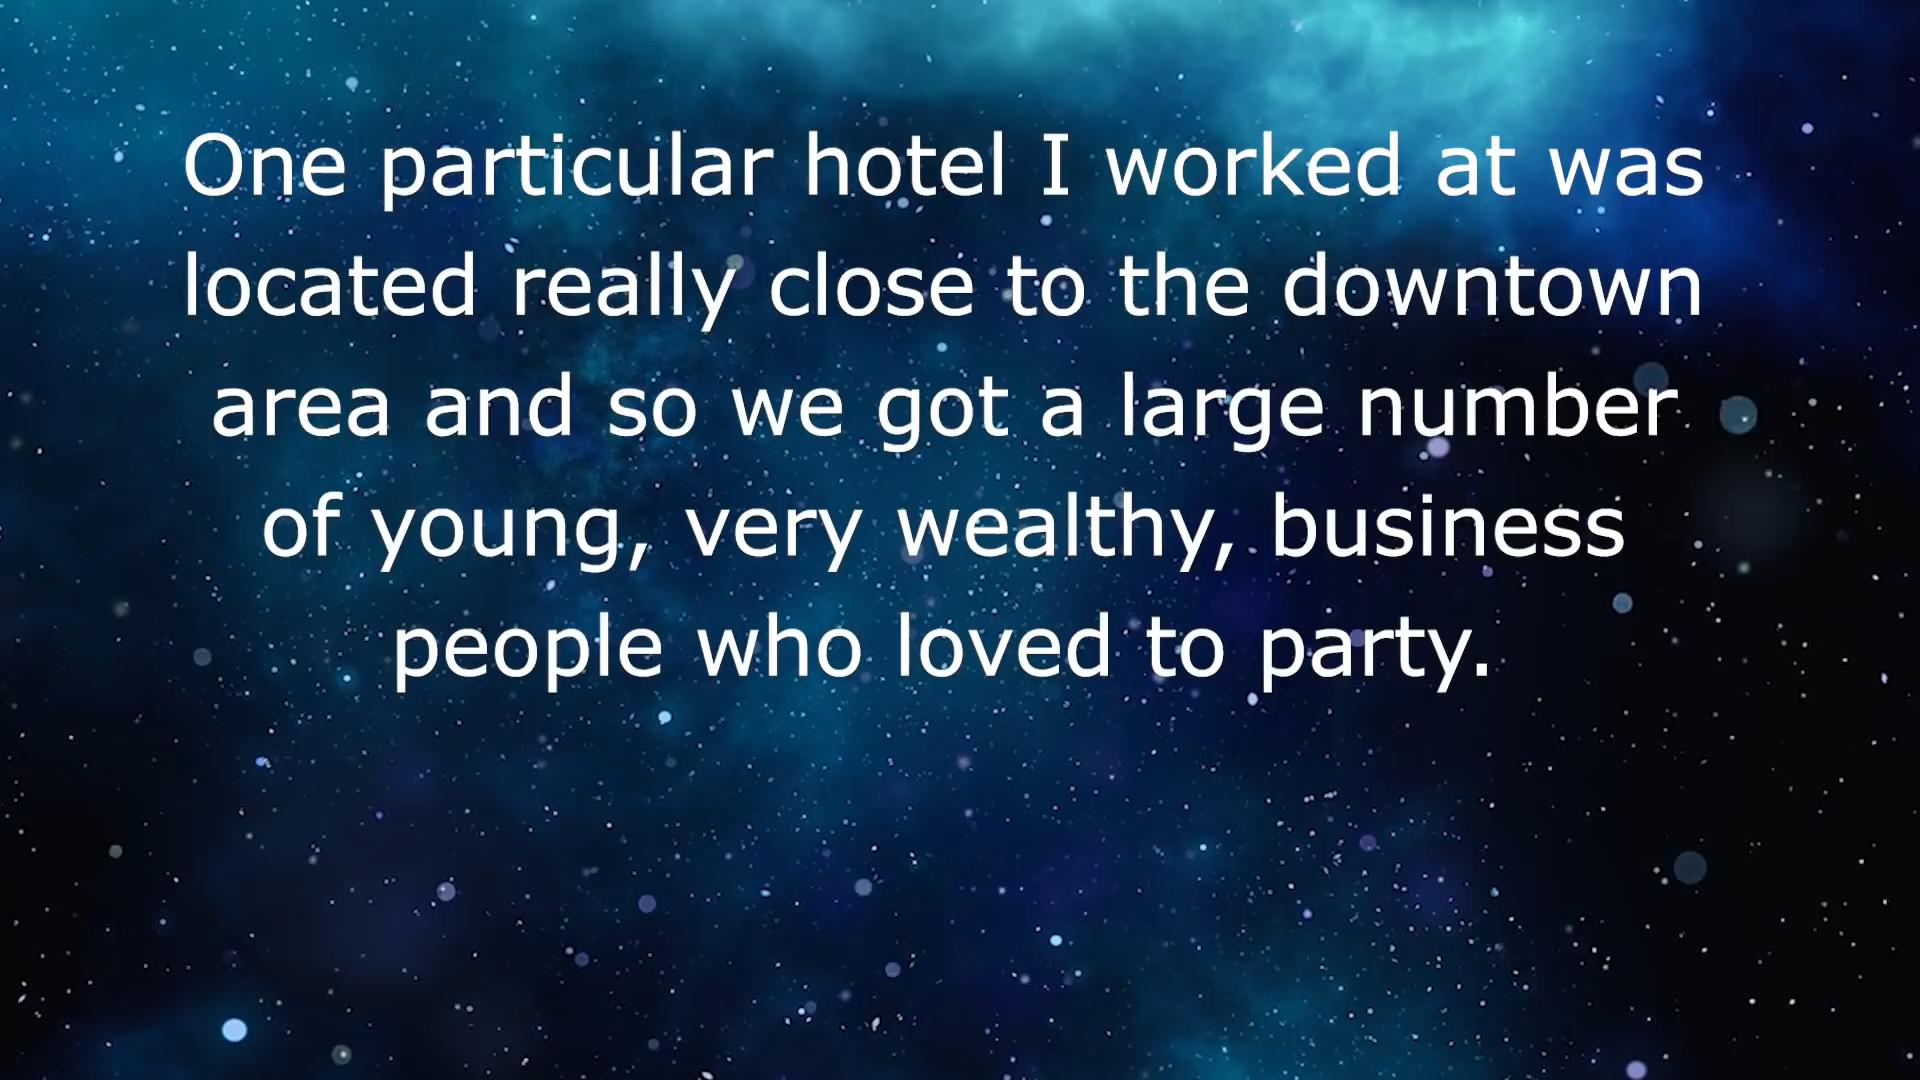 One particular hotel I worked at was
located really close to the downtown
area and so we got a large number
of young, very wealthy, business
people who loved to party.